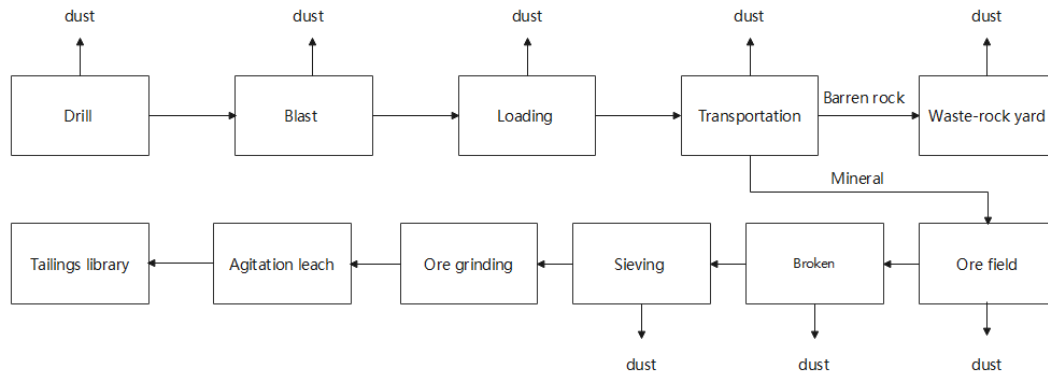 dust
dust
dust
dust
dust
Drill
Blast
Loading
Transportation
Barren rock
Waste-rock yard
Mineral
Tailings library
Agitation leach
Ore grinding
Sieving
Broken
Ore field
dust
dust
dust